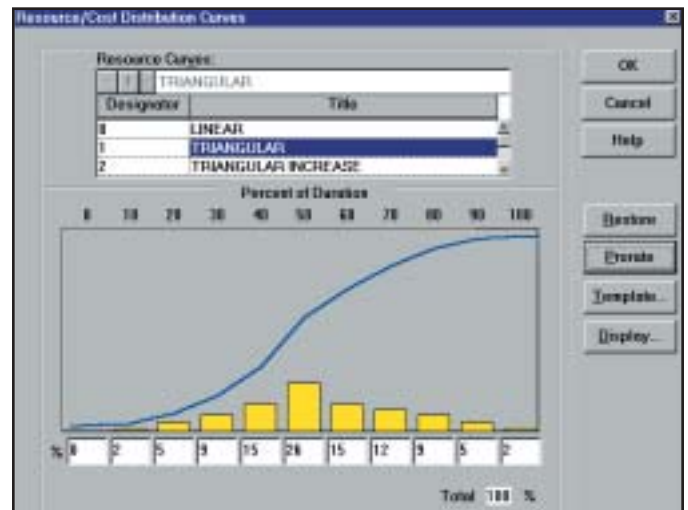 Resource/Cost Distribution Curves
Resource Curves:
1 TRIANGULAR
Designator Title
0 LINEAR
1 TRIANGULAR
2 TRIANGULAR INCREASE
Percent of Duration
0 10 20 30 40 50 60 70 80 90 100
% 0 2 5 9 15 26 15 12 9 5 2
Total 100 %
OK
Cancel
Help
Restore
Prorate
Template...
Display...